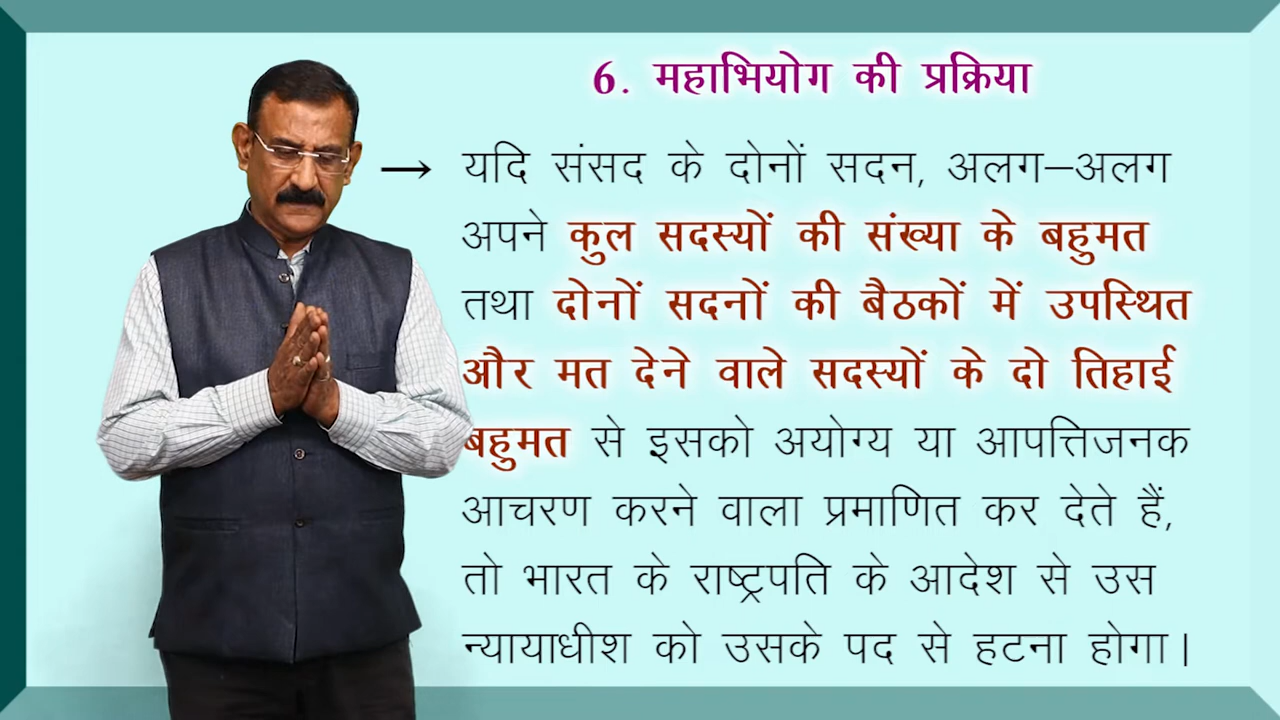 6. महाभियोग की प्रक्रिया
→ यदि संसद के दोनों सदन, अलग–अलग
अपने कुल सदस्यों की संख्या के बहुमत
तथा दोनों सदनों की बैठकों में उपस्थित
और मत देने वाले सदस्यों के दो तिहाई
बहुमत से इसको अयोग्य या आपत्तिजनक
आचरण करने वाला प्रमाणित कर देते हैं,
तो भारत के राष्ट्रपति के आदेश से उस
न्यायाधीश को उसके पद से हटना होगा।